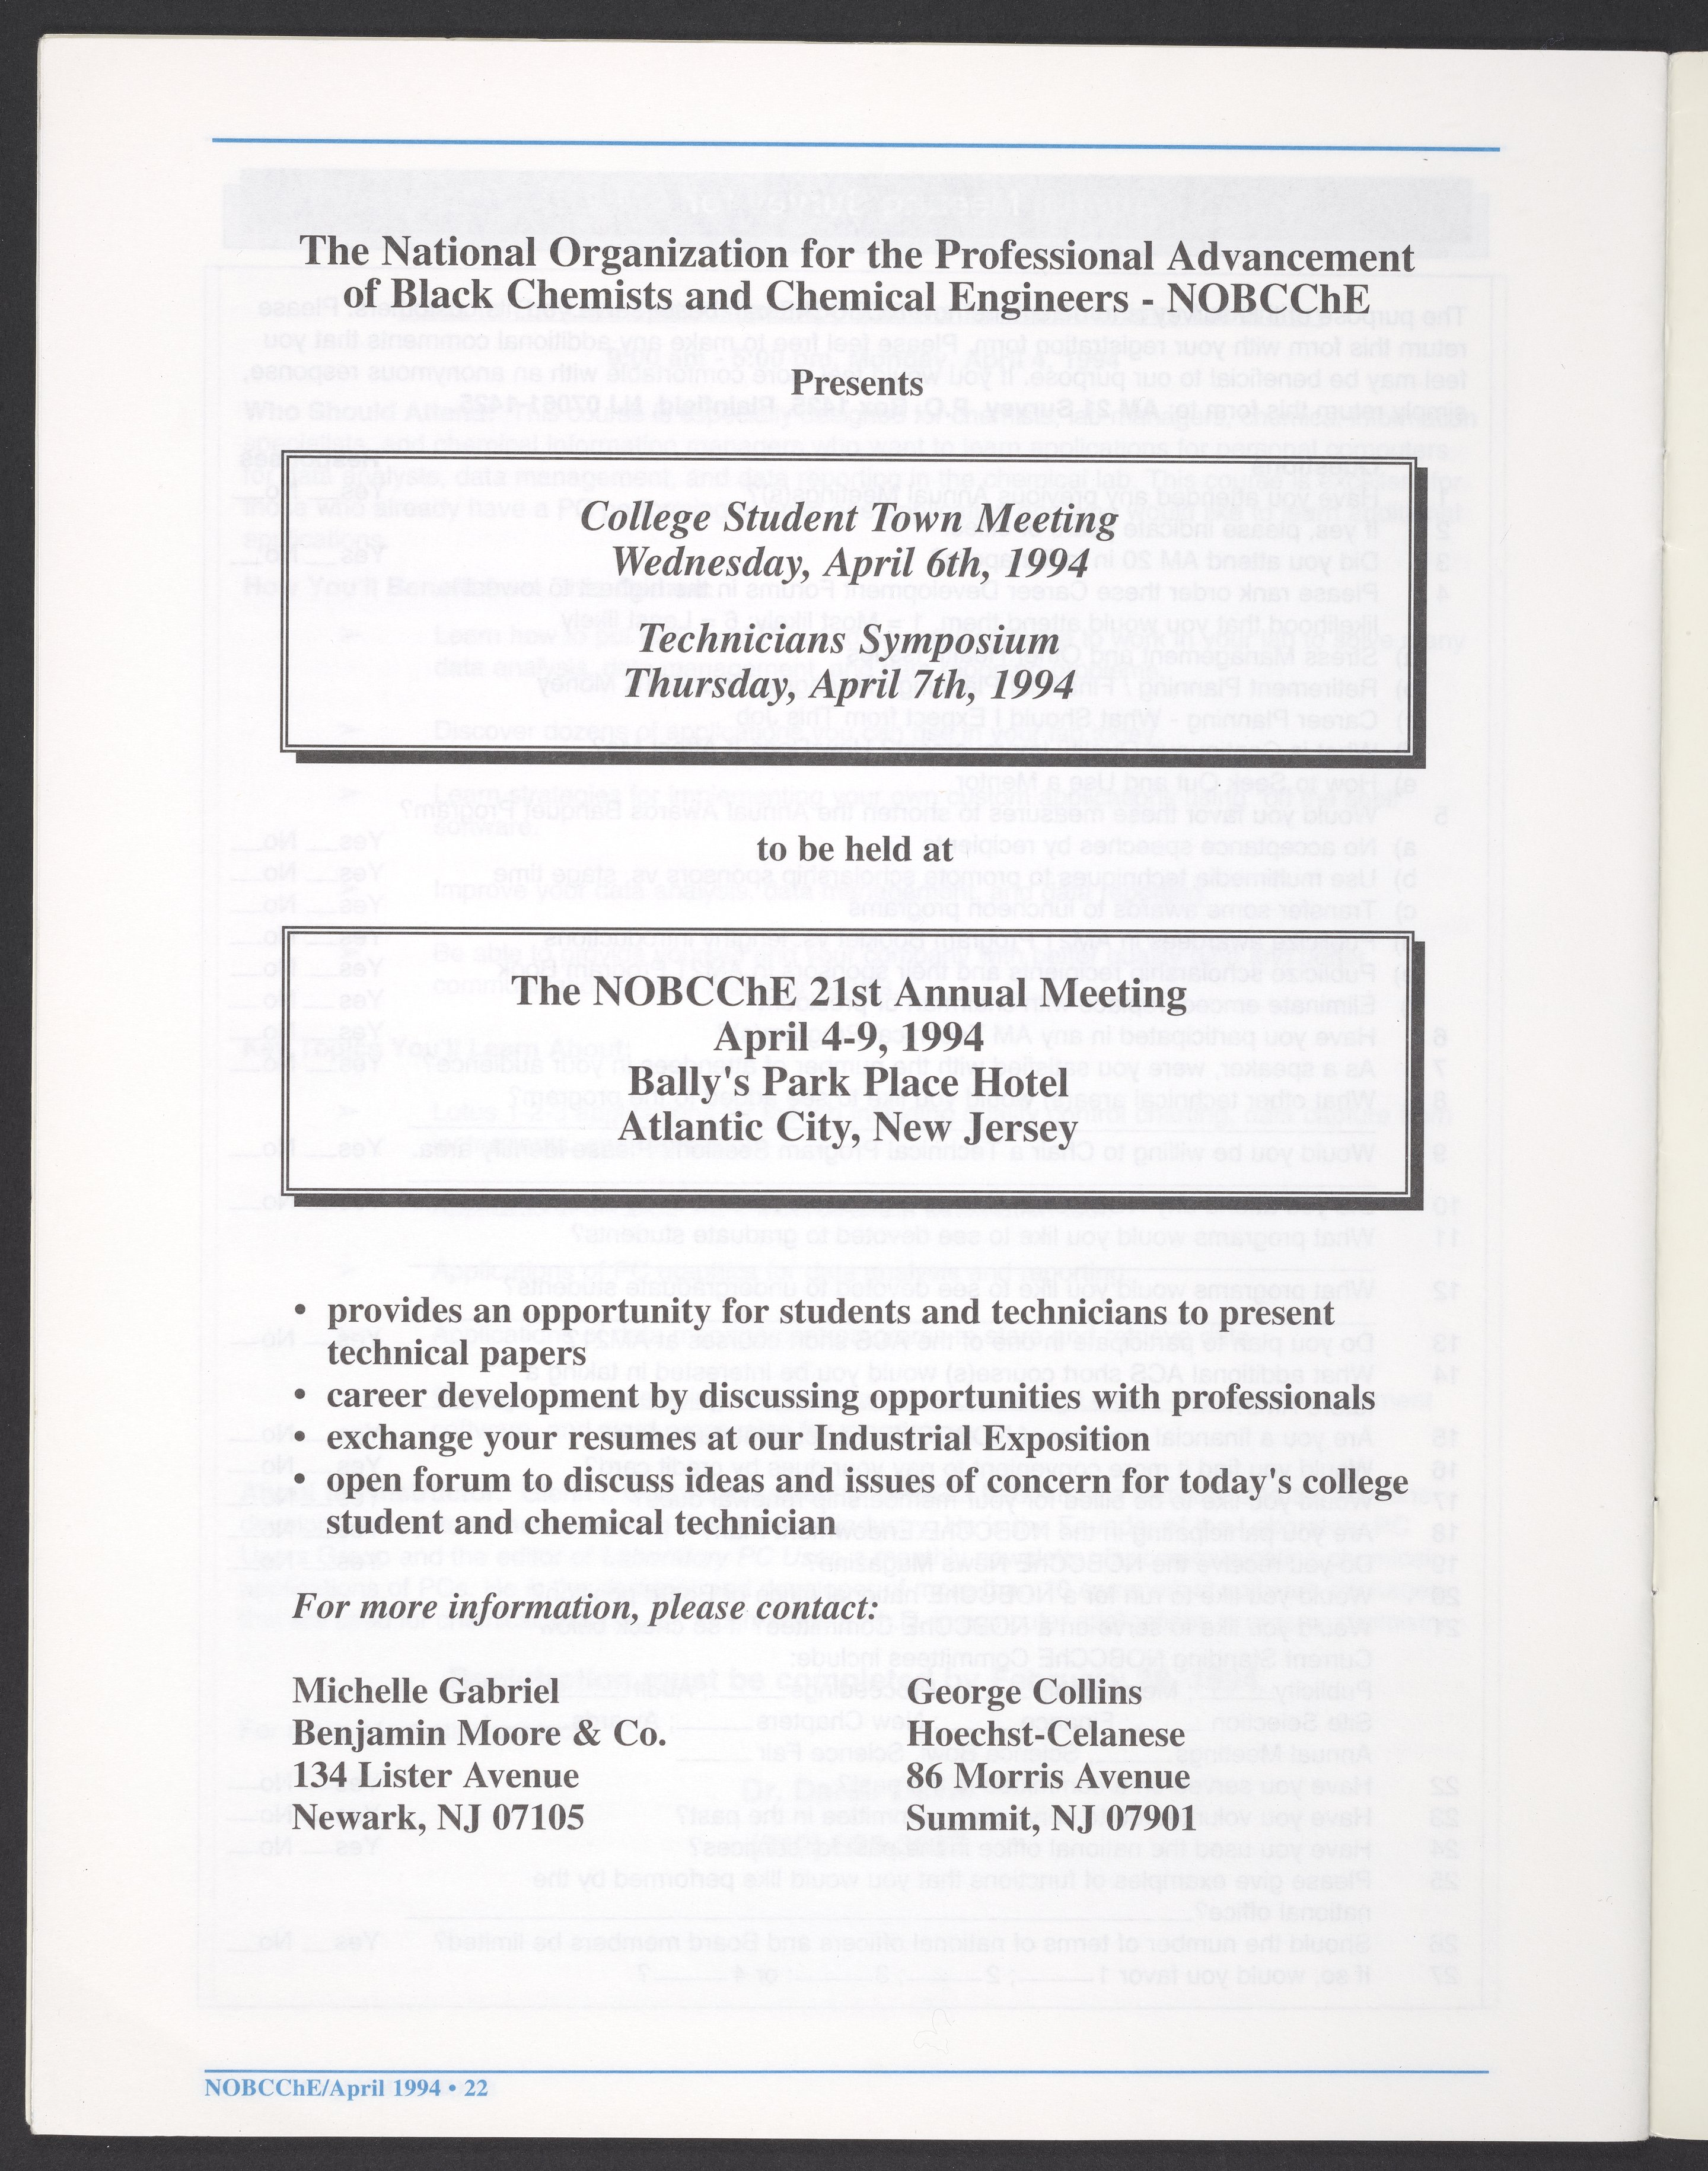 The National Organization for the Professional Advancement
of Black Chemists and Chemical Engineers - NOBCChE
Presents
College Student Town Meeting
Wednesday, April 6th, 1994
Technicians Symposium
Thursday, April 7th, 1994
to be held at
The NOBCChE 21st Annual Meeting
April 4-9, 1994
Bally's Park Place Hotel
Atlantic City, New Jersey
• provides an opportunity for students and technicians to present
technical papers
• career development by discussing opportunities with professionals
• exchange your resumes at our Industrial Exposition
• open forum to discuss ideas and issues of concern for today's college
student and chemical technician
For more information, please contact:
Michelle Gabriel
Benjamin Moore & Co.
134 Lister Avenue
Newark, NJ 07105
George Collins
Hoechst-Celanese
86 Morris Avenue
Summit, NJ 07901
NOBCChE/April 1994 • 22